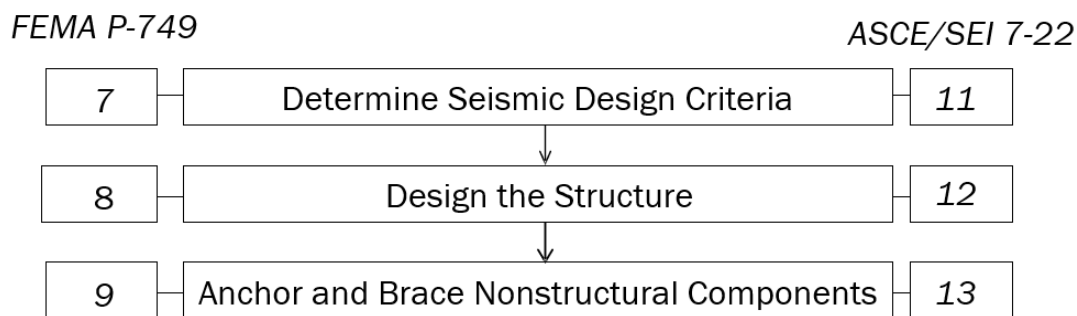 FEMA P-749
ASCE/SEI 7-22
7
Determine Seismic Design Criteria
11
8
Design the Structure
12
9
Anchor and Brace Nonstructural Components
13